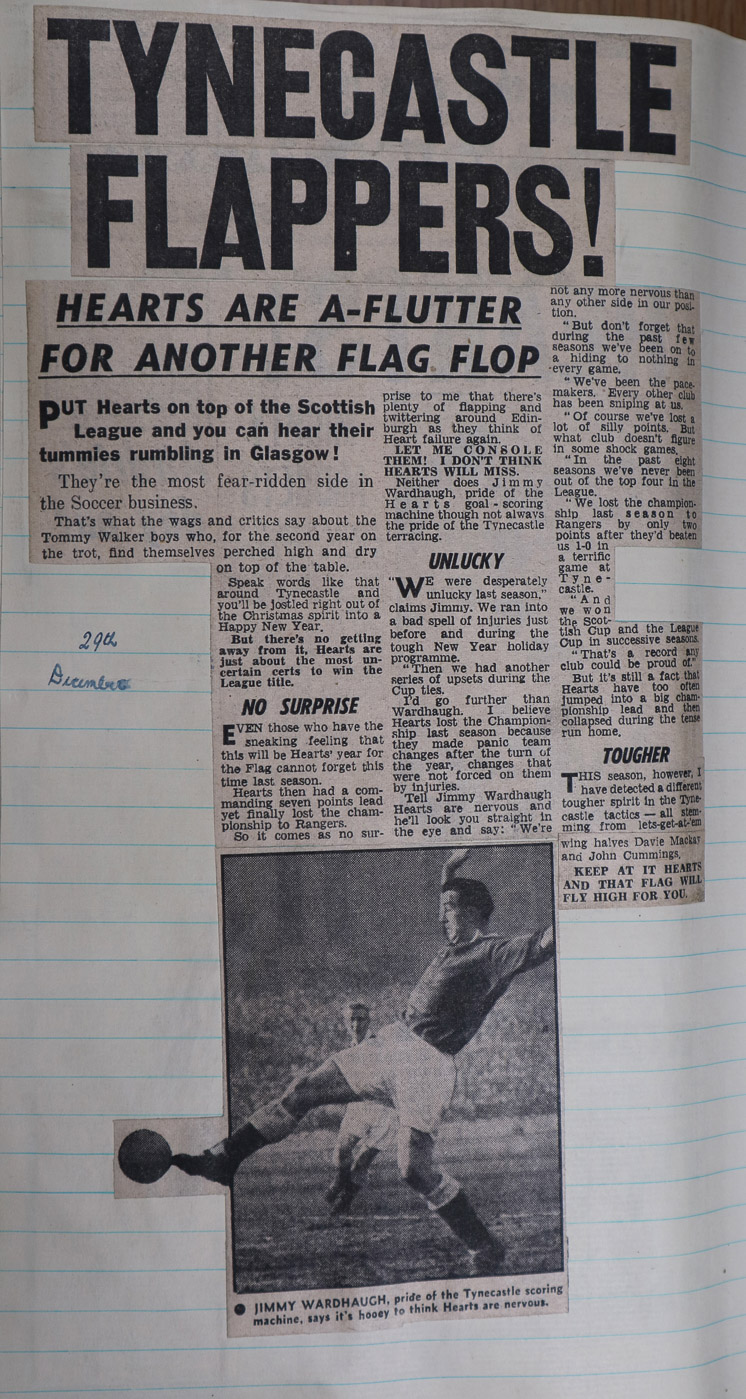 TYNECASTLE
FLAPPERS!
HEARTS ARE A-FLUTTER
FOR ANOTHER FLAG FLOP
PUT Hearts on top of the Scottish
League and you can hear their
tummies rumbling in Glasgow!
They're the most fear-ridden side in
the Soccer business.
That's what the wags and critics say about the
Tommy Walker boys who, for the second year on
the trot, find themselves perched high and dry
on top of the table.
Speak words like that
around Tynecastle and
you'll be jostled right out of
the Christmas spirit into a
Happy New Year.
But there's no getting
away from it, Hearts are
just about the most un-
certain certs to win the
League title.
NO SURPRISE
EVEN those who have the
sneaking feeling that
this will be Hearts' year for
the Flag cannot forget this
time last season.
Hearts then had a com-
manding seven points lead
yet finally lost the cham-
pionship to Rangers.
So it comes as no sur-
prise to me that there's
plenty of flapping and
twittering around Edin-
burgh as they think of
Heart failure again.
LET ME CONSOLE
THEM! I DON'T THINK
HEARTS WILL MISS.
Neither does Jimmy
Wardhaugh, pride of the
Hearts goal-scoring
machine though not always
the pride of the Tynecastle
terracing.
UNLUCKY
"WE were desperately
unlucky last season,"
claims Jimmy. We ran into
a bad spell of injuries just
before and during the
tough New Year holiday
programme.
"Then we had another
series of upsets during the
Cup ties.
I'd go further than
Wardhaugh. I believe
Hearts lost the Champion-
ship last season because
they made panic team
changes after the turn of
the year, changes that
were not forced on them
by injuries.
Tell Jimmy Wardhaugh
Hearts are nervous and
he'll look you straight in
the eye and say: "We're
not any more nervous than
any other side in our posi-
tion.
"But don't forget that
during the past few
seasons we've been on to
a hiding to nothing in
every game.
"We've been the pace-
makers. Every other club
has been sniping at us.
"Of course we've lost a
lot of silly points. But
what club doesn't figure
in some shock games.
"In the past eight
seasons we've never been
out of the top four in the
League.
"We lost the champion-
ship last season to
Rangers by only two
points after they'd beaten
us 1-0 in
a terrific
game at
Tyne-
castle.
"And
we won
the Scot-
tish Cup and the League
Cup in successive seasons.
"That's a record any
club could be proud of."
But it's still a fact that
Hearts have too often
jumped into a big cham-
pionship lead and then
collapsed during the tense
run home.
TOUGHER
THIS season, however, I
have detected a different
tougher spirit in the Tyne-
castle tactics — all stem-
ming from lets-get-at-'em
wing halves Davie Mackay
and John Cummings.
KEEP AT IT HEARTS
AND THAT FLAG WILL
FLY HIGH FOR YOU.
29th
December
● JIMMY WARDHAUGH, pride of the Tynecastle scoring
machine, says it's hooey to think Hearts are nervous.